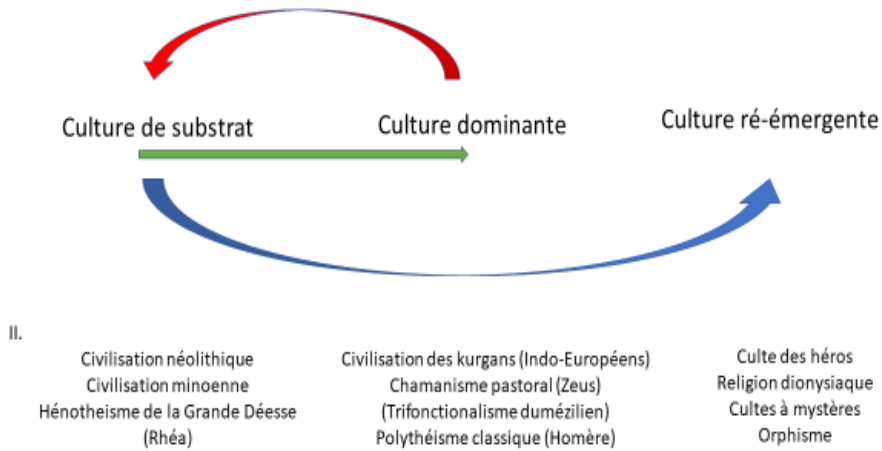 Culture de substrat
Culture dominante
Culture ré-émergente
II.
Civilisation néolithique
Civilisation minoenne
Hénotheisme de la Grande Déesse
(Rhéa)
Civilisation des kurgans (Indo-Européens)
Chamanisme pastoral (Zeus)
(Trifonctionalisme dumézilien)
Polythéisme classique (Homère)
Culte des héros
Religion dionysiaque
Cultes à mystères
Orphisme